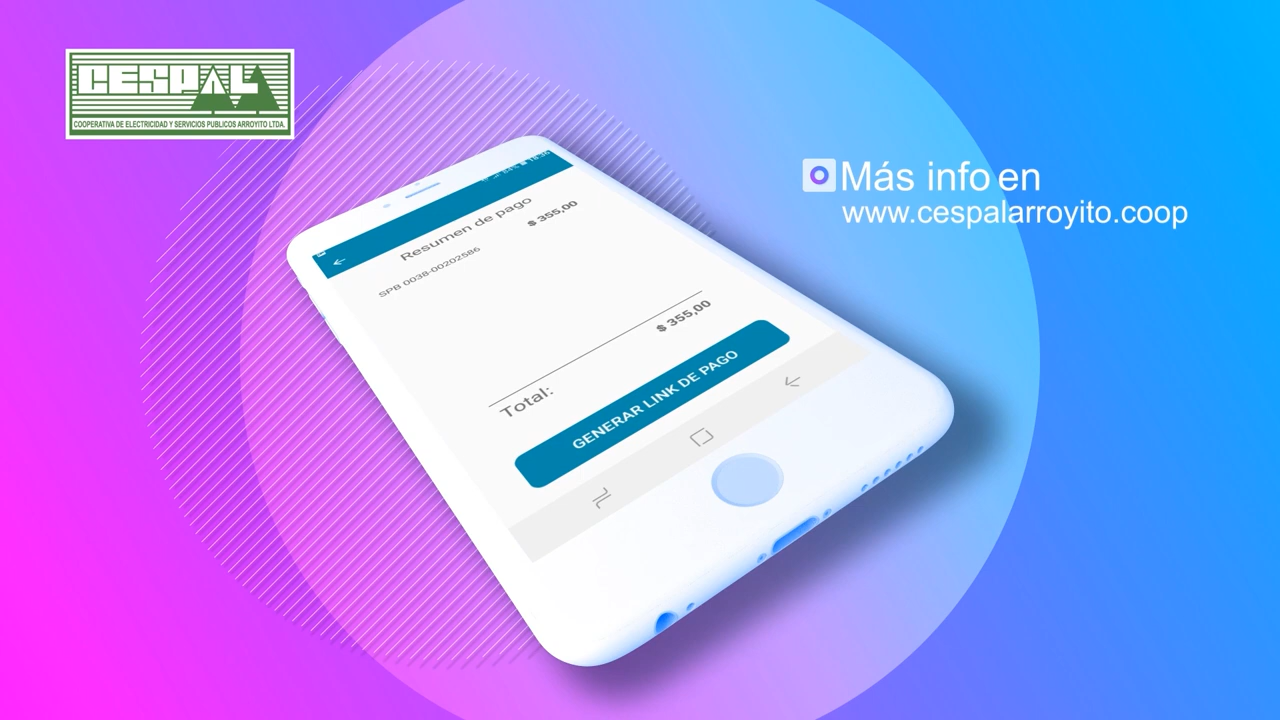 CESPAL
COOPERATIVA DE ELECTRICIDAD Y SERVICIOS PUBLICOS ARROYITO LTDA.
Más info en
www.cespalarroyito.coop
Resumen de pago
SPB 0038-00202586
$ 355,00
Total:
$ 355,00
GENERAR LINK DE PAGO